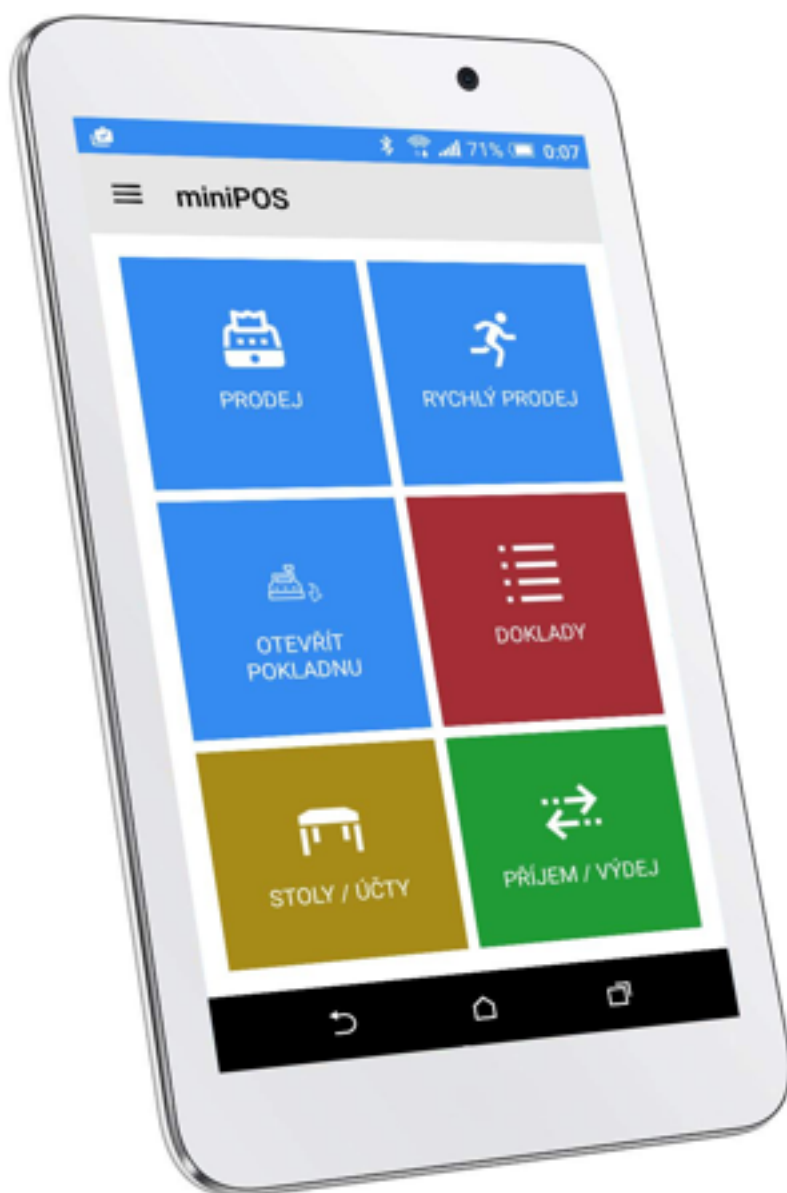 71% 0:07
miniPOS
PRODEJ
RYCHLÝ PRODEJ
OTEVŘÍT
POKLADNU
DOKLADY
STOLY / ÚČTY
PŘÍJEM / VÝDEJ